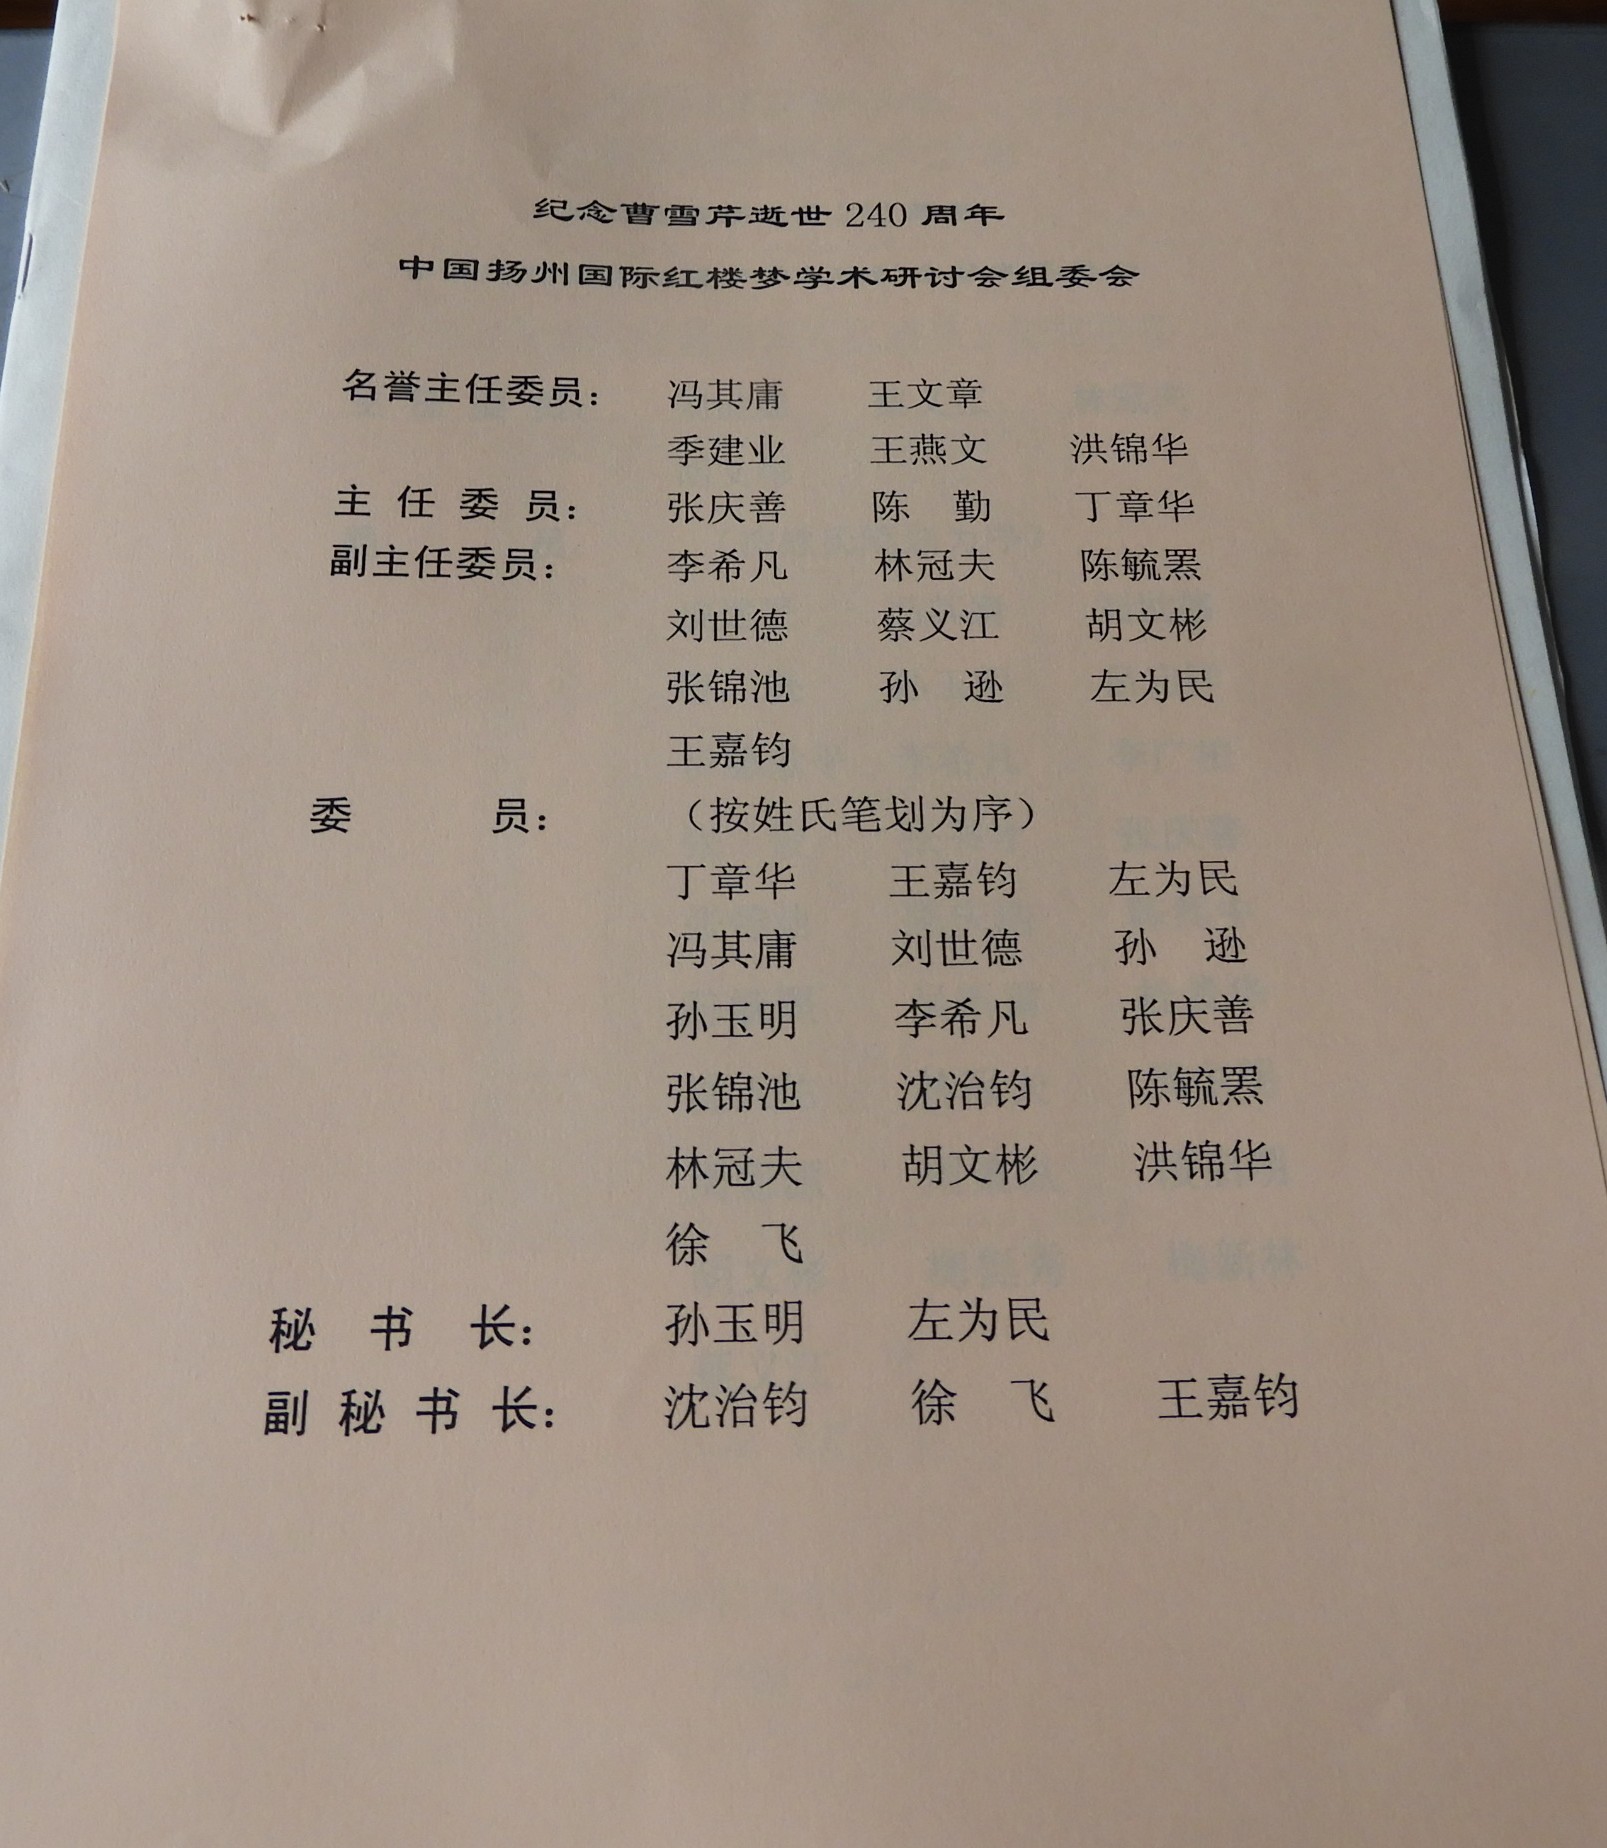 纪念曹雪芹逝世 240 周年
中国扬州国际红楼梦学术研讨会组委会
名誉主任委员： 冯其庸 王文章
季建业 王燕文 洪锦华
主 任 委 员： 张庆善 陈 勤 丁章华
副主任委员： 李希凡 林冠夫 陈毓罴
刘世德 蔡义江 胡文彬
张锦池 孙 逊 左为民
王嘉钧
委 员： （按姓氏笔划为序）
丁章华 王嘉钧 左为民
冯其庸 刘世德 孙 逊
孙玉明 李希凡 张庆善
张锦池 沈治钧 陈毓罴
林冠夫 胡文彬 洪锦华
徐 飞
秘 书 长： 孙玉明 左为民
副 秘 书 长： 沈治钧 徐 飞 王嘉钧